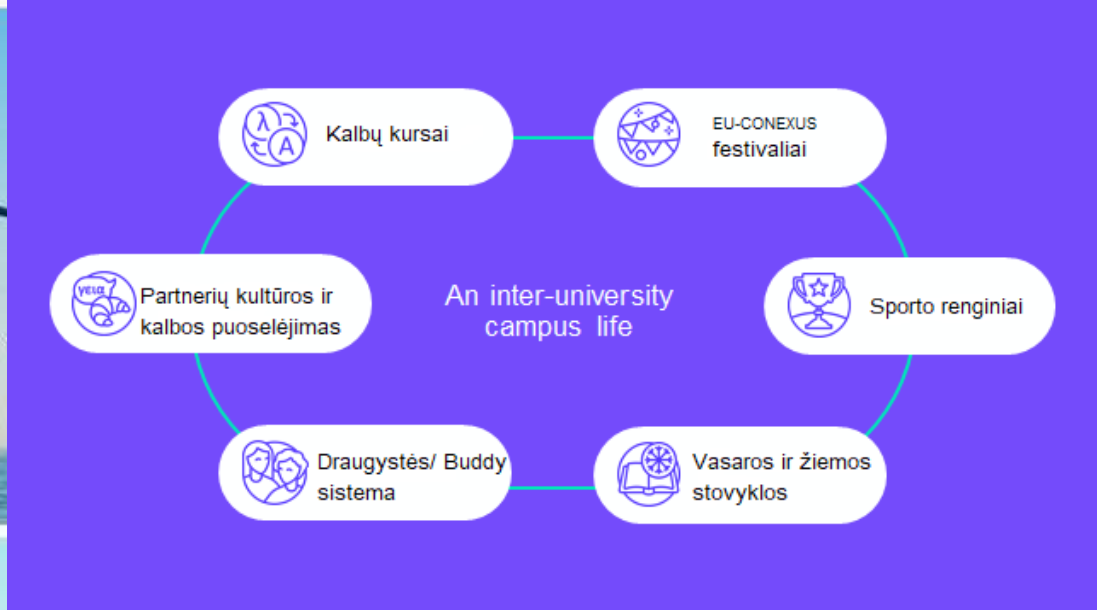 Kalbų kursai
EU-CONEXUS
festivaliai
Partnerių kultūros ir
kalbos puoselėjimas
γεια
An inter-university
campus life
Sporto renginiai
Draugystės/ Buddy
sistema
Vasaros ir žiemos
stovyklos
λ
A